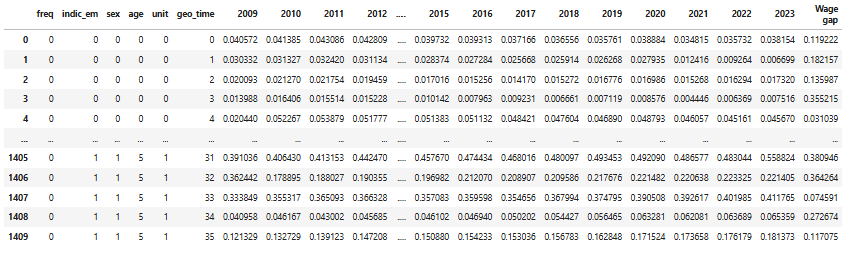 freq indic_em sex age unit geo_time 2009 2010 2011 2012 .... 2015 2016 2017 2018 2019 2020 2021 2022 2023 Wage gap
0 0 0 0 0 0 0 0.040572 0.041385 0.043086 0.042809 .... 0.039732 0.039313 0.037166 0.036556 0.035761 0.038884 0.034815 0.035732 0.038154 0.119222
1 0 0 0 0 0 1 0.030332 0.031327 0.032420 0.031134 .... 0.028374 0.027284 0.025668 0.025914 0.026268 0.027935 0.012416 0.009264 0.006699 0.182157
2 0 0 0 0 0 2 0.020093 0.021270 0.021754 0.019459 .... 0.017016 0.015256 0.014170 0.015272 0.016776 0.016986 0.015268 0.016294 0.017320 0.135987
3 0 0 0 0 0 3 0.013988 0.016406 0.015514 0.015228 .... 0.010142 0.007963 0.009231 0.006661 0.007119 0.008576 0.004446 0.006369 0.007516 0.355215
4 0 0 0 0 0 4 0.020440 0.052267 0.053879 0.051777 .... 0.051383 0.051132 0.048421 0.047604 0.046890 0.048793 0.046057 0.045161 0.045670 0.031039
... ... ... ... ... ... ... ... ... ... ... .... ... ... ... ... ... ... ... ... ... ...
1405 0 1 1 5 1 31 0.391036 0.406430 0.413153 0.442470 .... 0.457670 0.474434 0.468016 0.480097 0.493453 0.492090 0.486577 0.483044 0.558824 0.380946
1406 0 1 1 5 1 32 0.362442 0.178895 0.188027 0.190355 .... 0.196982 0.212070 0.208907 0.209586 0.217676 0.221482 0.220638 0.223325 0.221405 0.364264
1407 0 1 1 5 1 33 0.333849 0.355317 0.365093 0.366328 .... 0.357083 0.359598 0.354656 0.367994 0.374795 0.390508 0.392617 0.401985 0.411765 0.074591
1408 0 1 1 5 1 34 0.040958 0.046167 0.043002 0.045685 .... 0.046102 0.046940 0.050202 0.054427 0.056465 0.063281 0.062081 0.063689 0.065359 0.272674
1409 0 1 1 5 1 35 0.121329 0.132729 0.139123 0.147208 .... 0.150880 0.154233 0.153036 0.156783 0.162848 0.171524 0.173658 0.176179 0.181373 0.117075